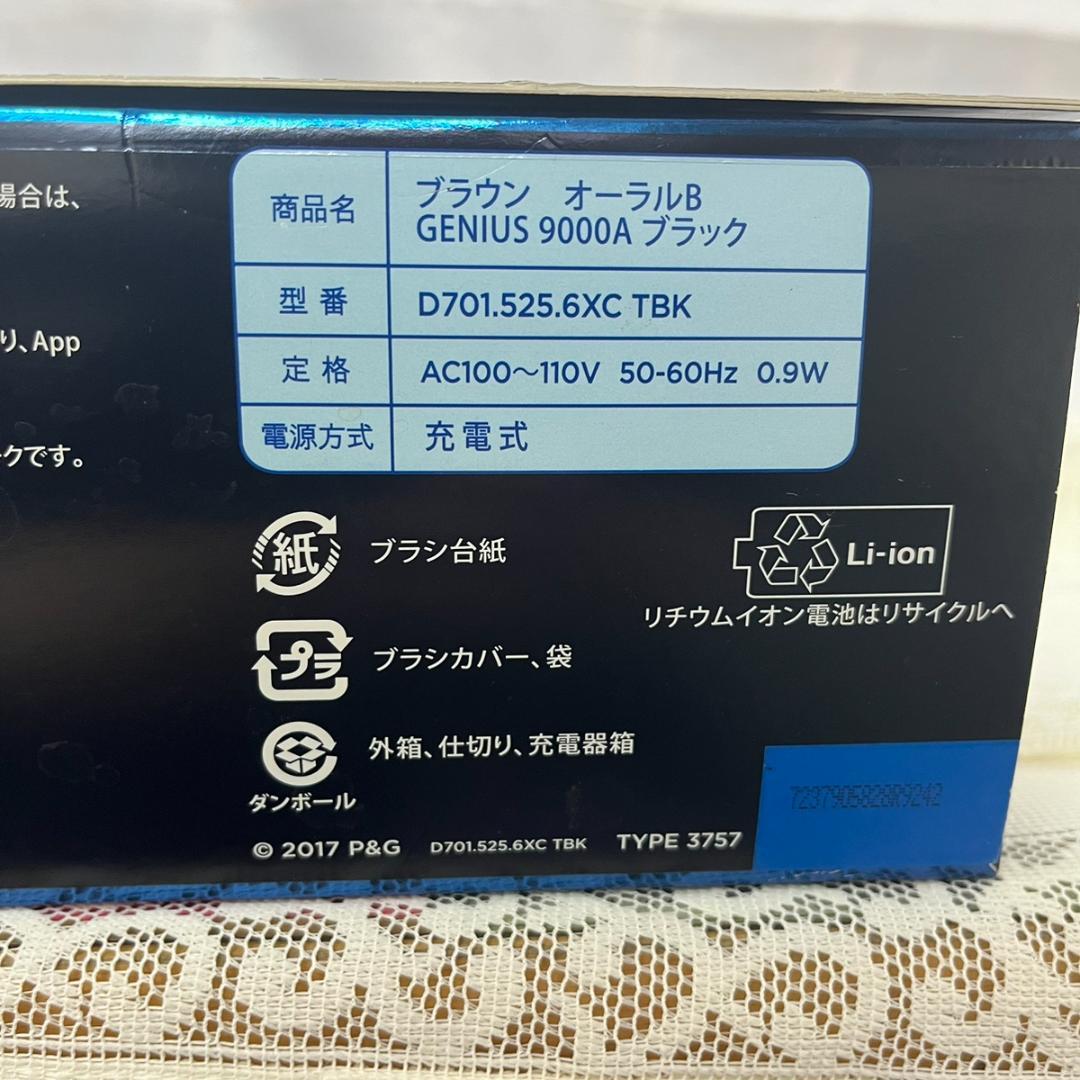 場合は、
り、App
クです。
商品名
ブラウン オーラルB
GENIUS 9000A ブラック
型番
D701.525.6XC TBK
定格
AC100～110V 50-60Hz 0.9W
電源方式
充電式
紙
ブラシ台紙
プラ
ブラシカバー、袋
ダンボール
外箱、仕切り、充電器箱
Li-ion
リチウムイオン電池はリサイクルへ
© 2017 P&G D701.525.6XC TBK TYPE 3757